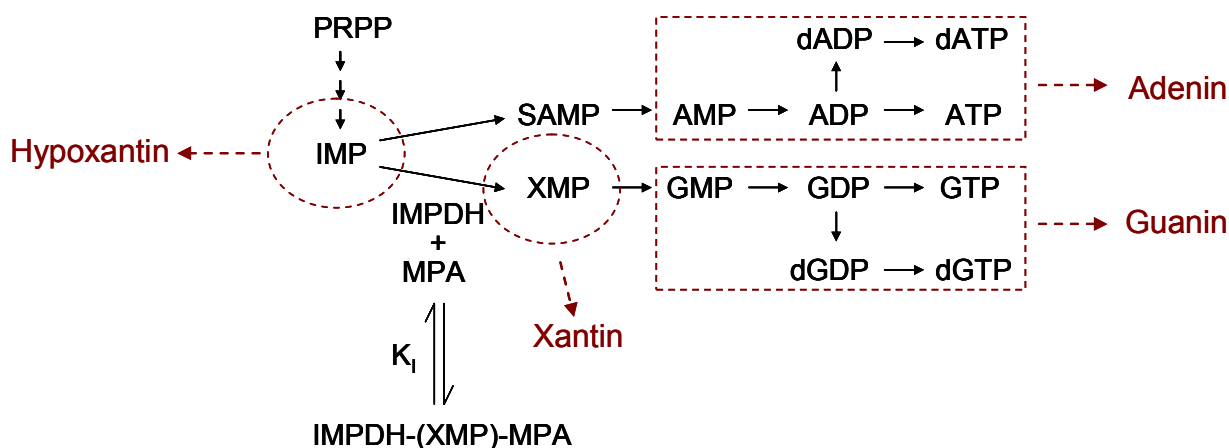 PRPP
dADP dATP
Adenin
SAMP AMP ADP ATP
Hypoxantin IMP
XMP GMP GDP GTP
IMPDH
+
MPA
Guanin
dGDP dGTP
Xantin
KI
IMPDH-(XMP)-MPA